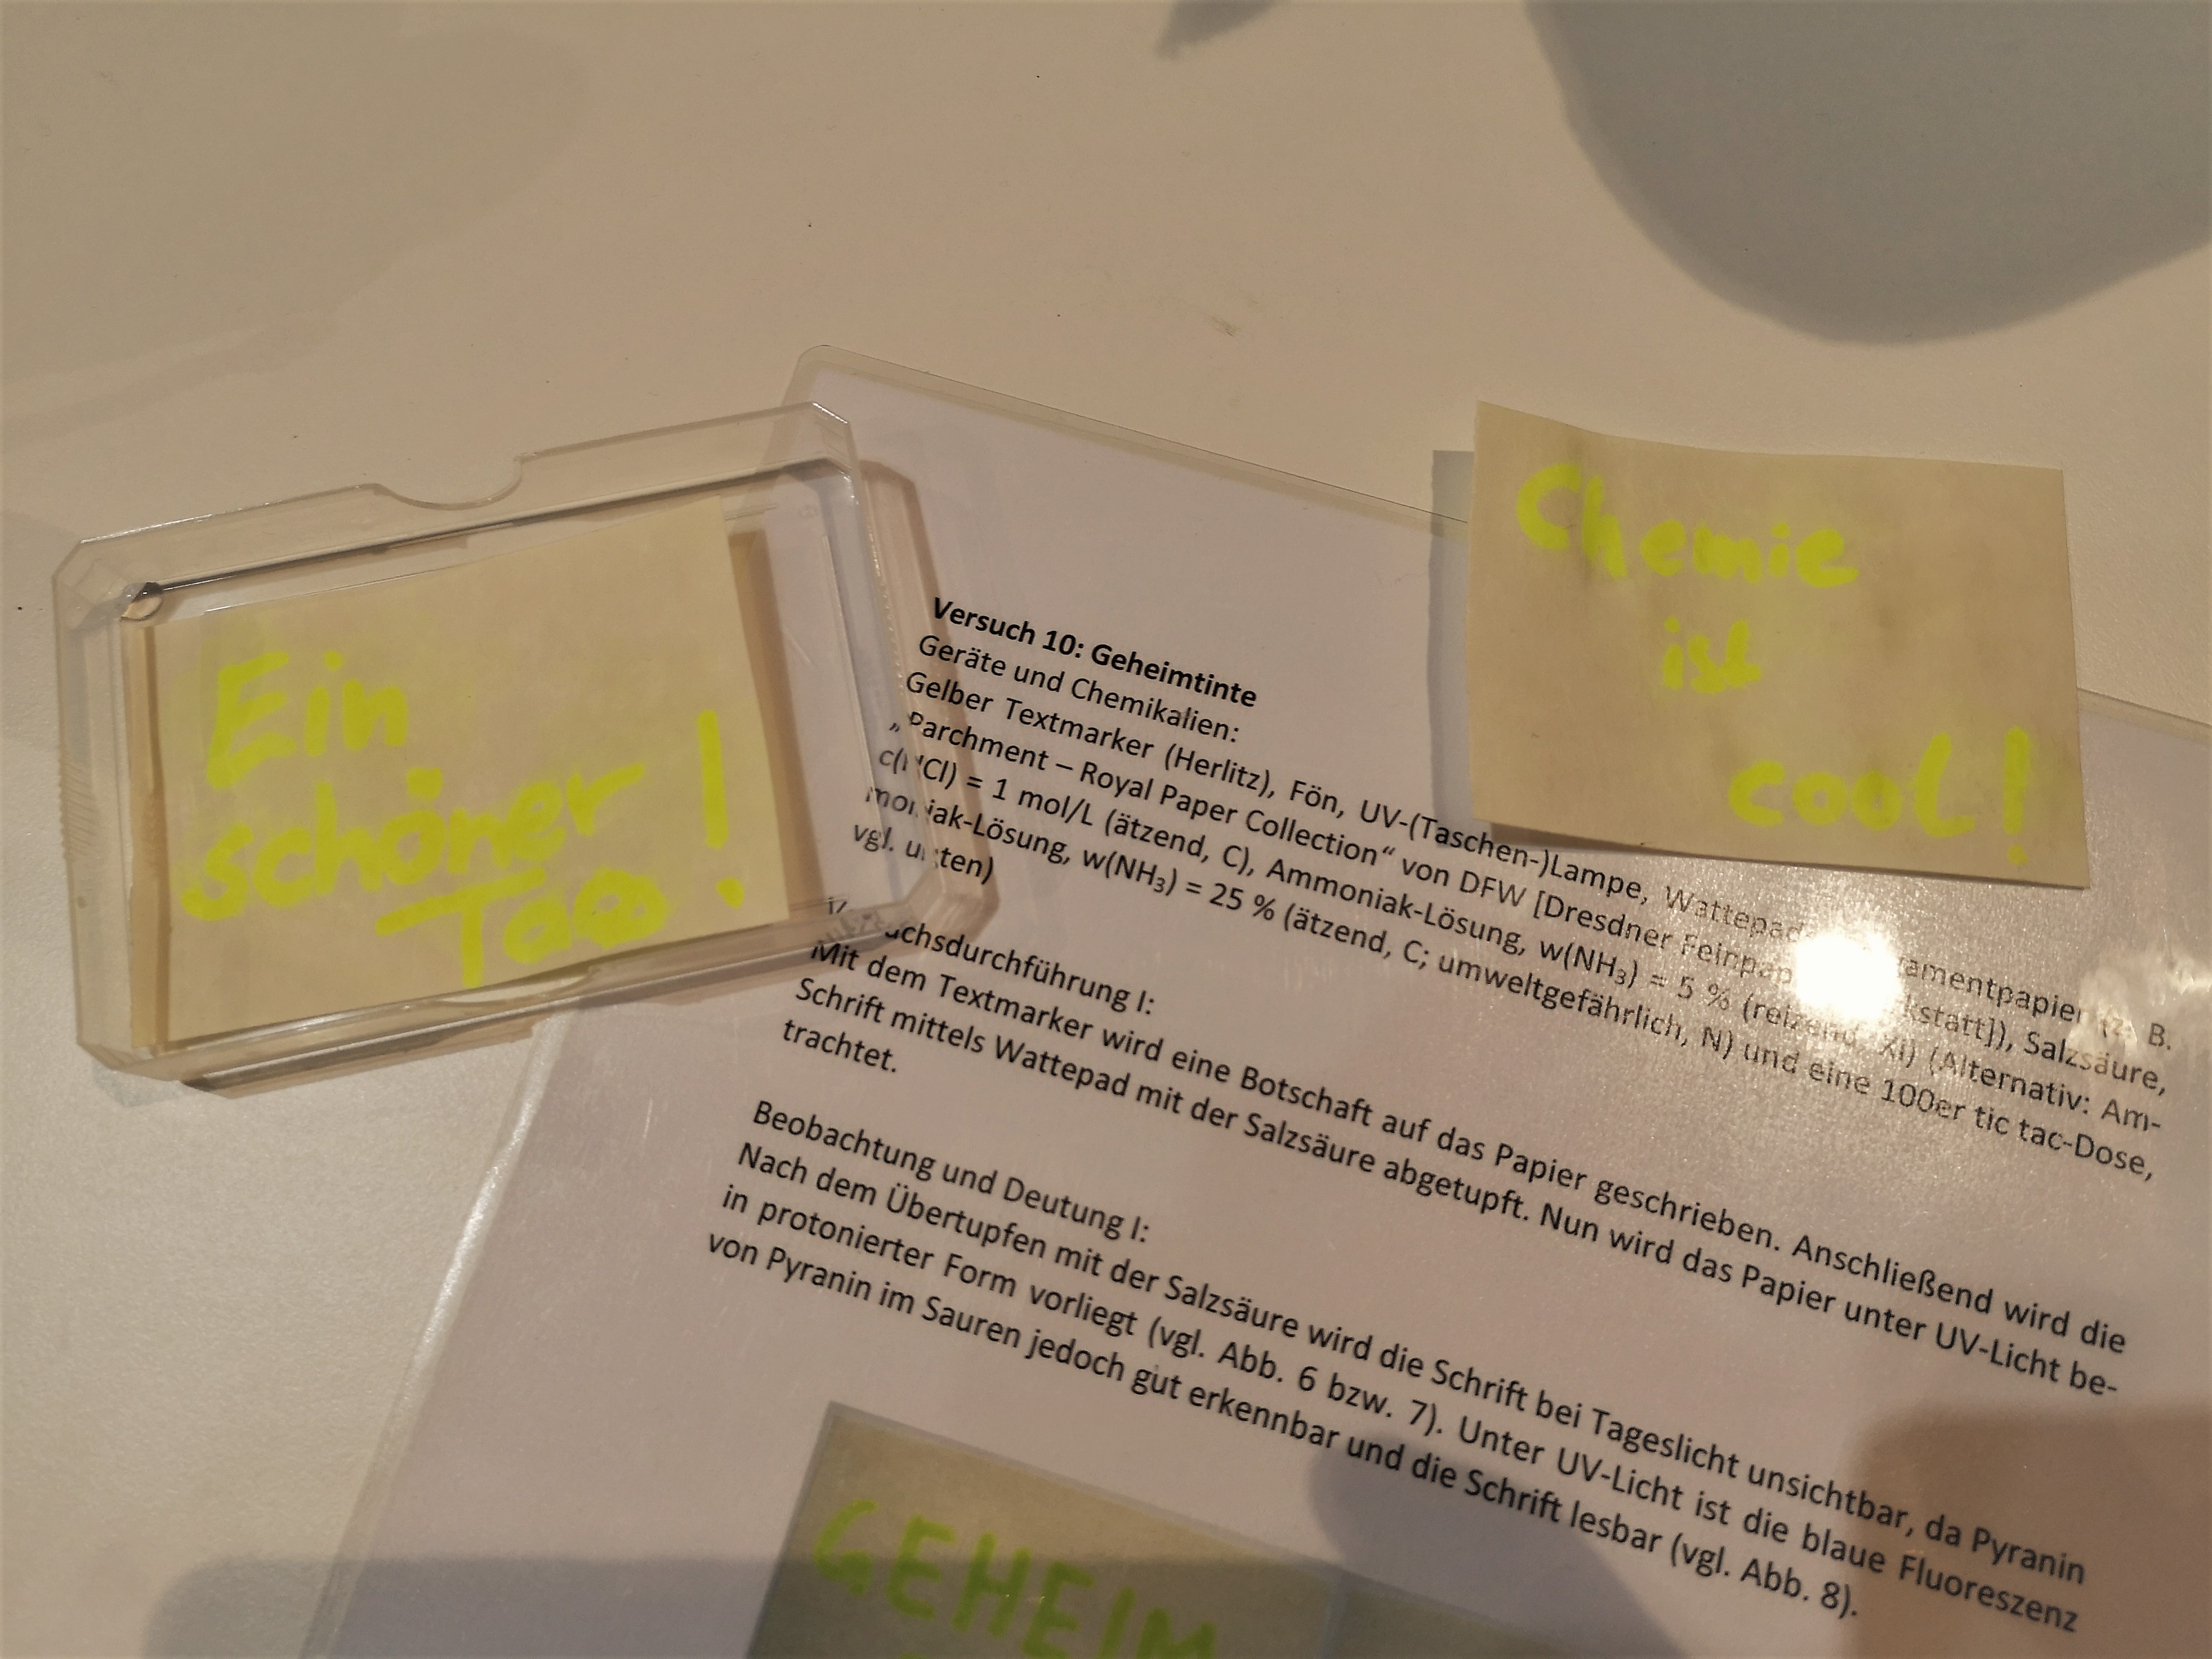 Ein
schöner
Tag!
Chemie
ist
cool!
Versuch 10: Geheimtinte
Geräte und Chemikalien:
Gelber Textmarker (Herlitz), Fön, UV-(Taschen-)Lampe, Wattepad
„Parchment – Royal Paper Collection“ von DFW [Dresdner Feinpap kstatt]), Salzsäure,
c(HCl) = 1 mol/L (ätzend, C), Ammoniak-Lösung, w(NH₃) = 5 % (reizend, Xi) (Alternativ: Am-
moniak-Lösung, w(NH₃) = 25 % (ätzend, C; umweltgefährlich, N) und eine 100er tic tac-Dose,
vgl. unten)
uchsdurchführung I:
Mit dem Textmarker wird eine Botschaft auf das Papier geschrieben. Anschließend wird die
Schrift mittels Wattepad mit der Salzsäure abgetupft. Nun wird das Papier unter UV-Licht be-
trachtet.
Beobachtung und Deutung I:
Nach dem Übertupfen mit der Salzsäure wird die Schrift bei Tageslicht unsichtbar, da Pyranin
in protonierter Form vorliegt (vgl. Abb. 6 bzw. 7). Unter UV-Licht ist die blaue Fluoreszenz
von Pyranin im Sauren jedoch gut erkennbar und die Schrift lesbar (vgl. Abb. 8).
GEHEIM